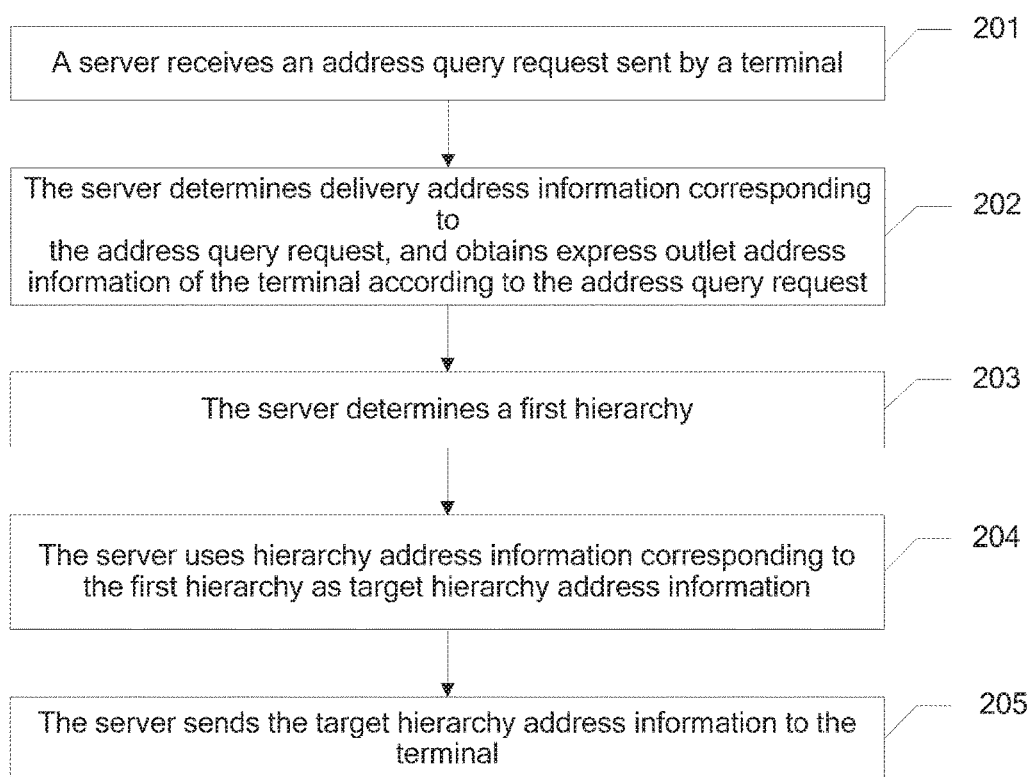 201
A server receives an address query request sent by a terminal
202
The server determines delivery address information corresponding
to
the address query request, and obtains express outlet address
information of the terminal according to the address query request
203
The server determines a first hierarchy
204
The server uses hierarchy address information corresponding to
the first hierarchy as target hierarchy address information
205
The server sends the target hierarchy address information to the
terminal